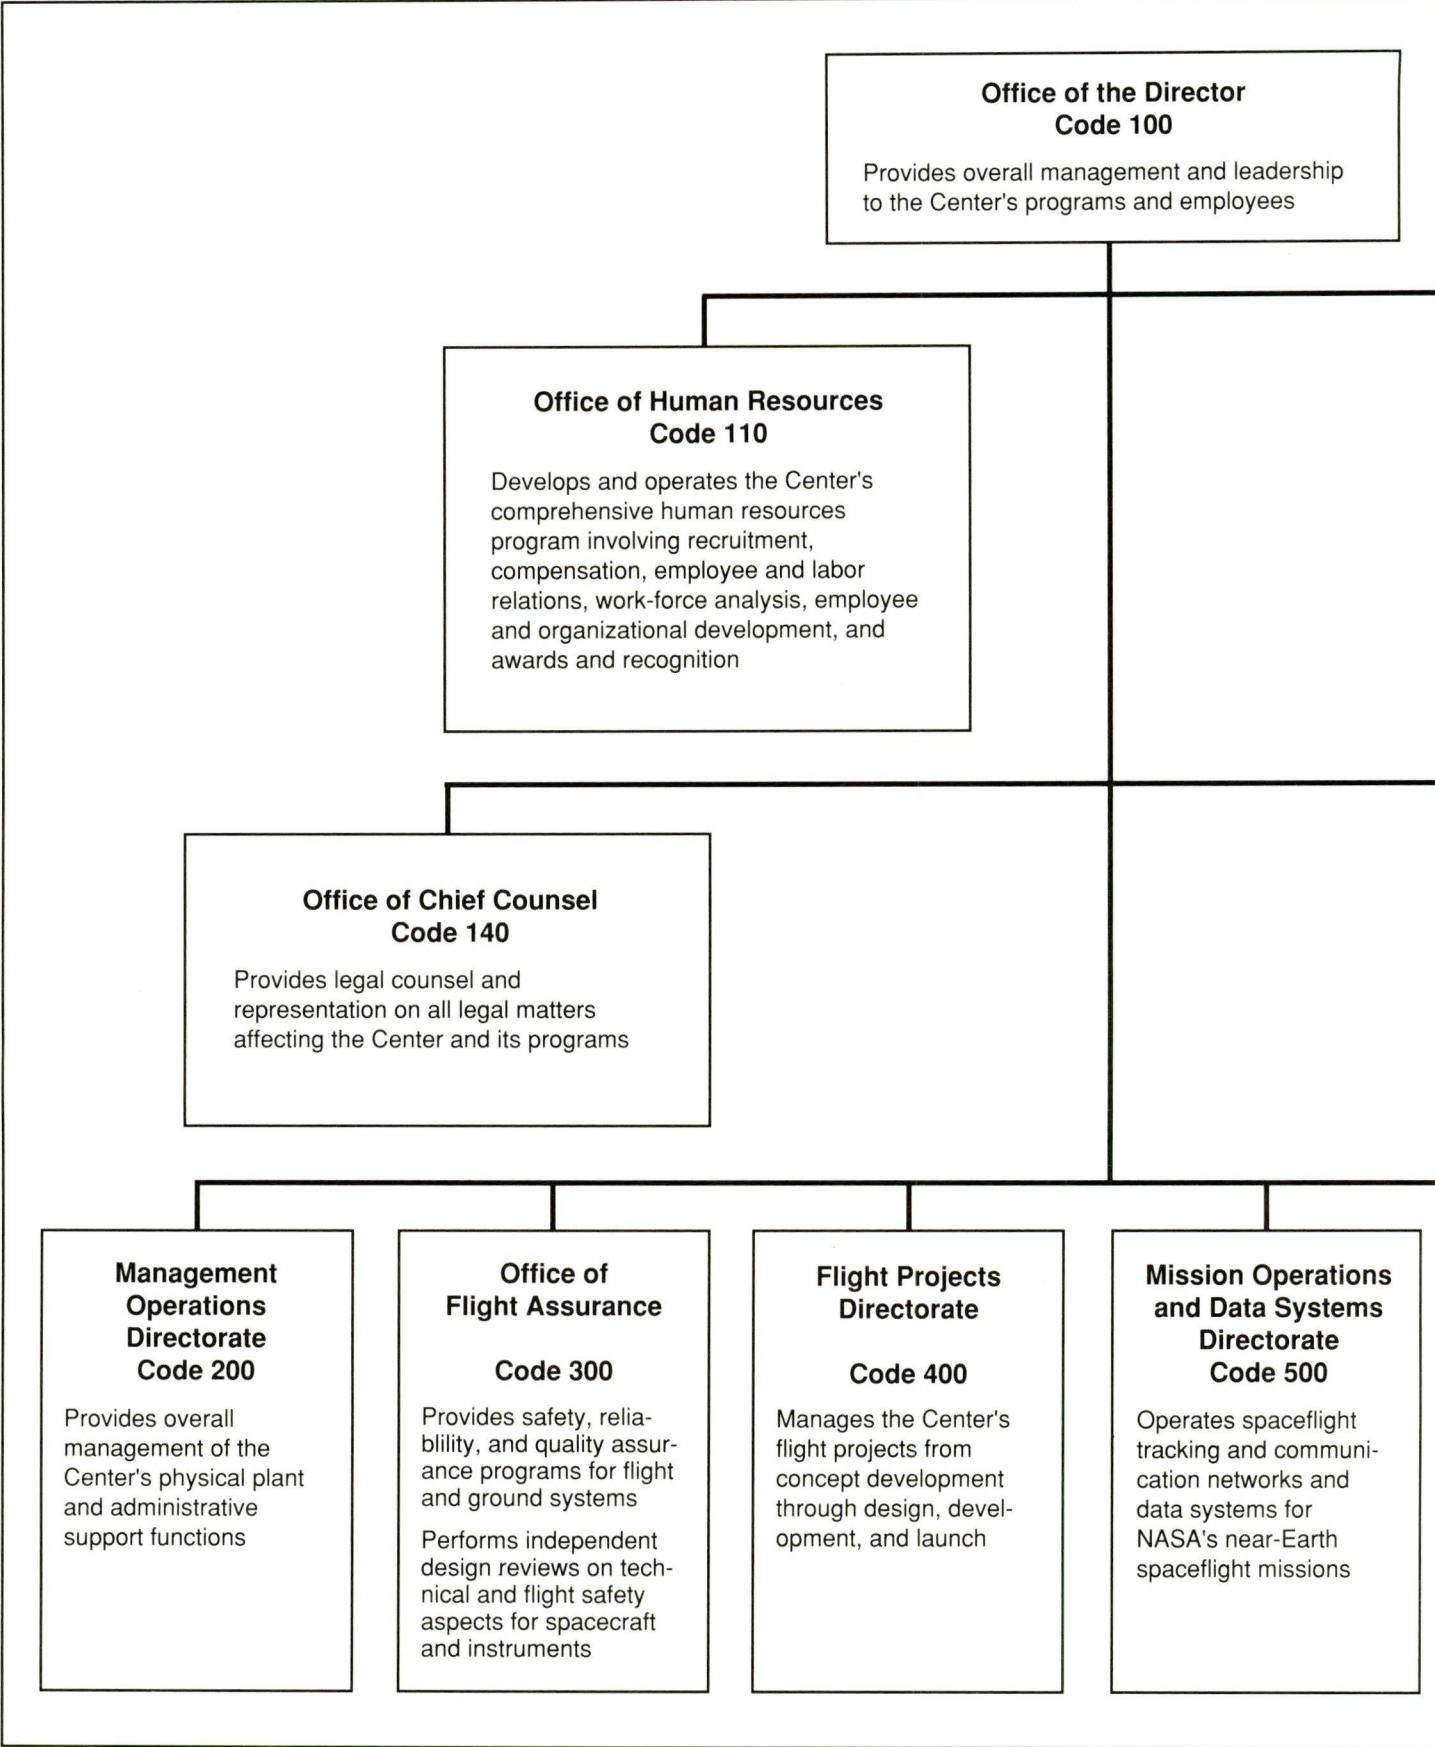 Office of the Director
Code 100
Provides overall management and leadership
to the Center's programs and employees
Office of Human Resources
Code 110
Develops and operates the Center's
comprehensive human resources
program involving recruitment,
compensation, employee and labor
relations, work-force analysis, employee
and organizational development, and
awards and recognition
Office of Chief Counsel
Code 140
Provides legal counsel and
representation on all legal matters
affecting the Center and its programs
Management
Operations
Directorate
Code 200
Provides overall
management of the
Center's physical plant
and administrative
support functions
Office of
Flight Assurance
Code 300
Provides safety, relia-
blility, and quality assur-
ance programs for flight
and ground systems
Performs independent
design reviews on tech-
nical and flight safety
aspects for spacecraft
and instruments
Flight Projects
Directorate
Code 400
Manages the Center's
flight projects from
concept development
through design, devel-
opment, and launch
Mission Operations
and Data Systems
Directorate
Code 500
Operates spaceflight
tracking and communi-
cation networks and
data systems for
NASA's near-Earth
spaceflight missions